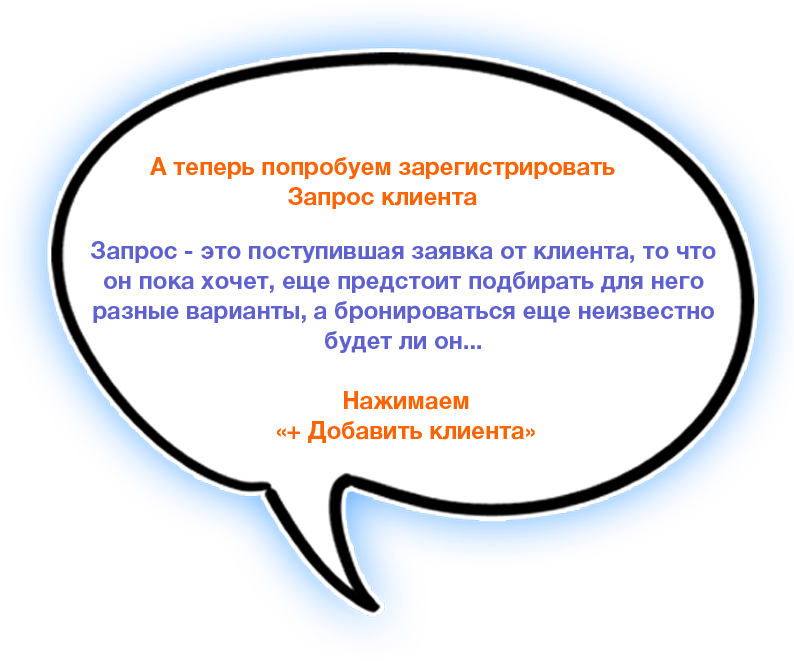 А теперь попробуем зарегистрировать
Запрос клиента
Запрос - это поступившая заявка от клиента, то что
он пока хочет, еще предстоит подбирать для него
разные варианты, а бронироваться еще неизвестно
будет ли он...
Нажимаем
«+ Добавить клиента»